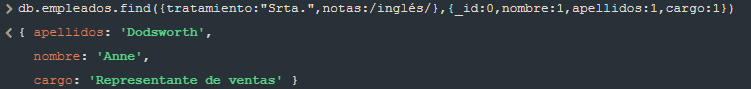 > db.empleados.find({tratamiento:"Srta.",notas:/inglés/},{_id:0,nombre:1,apellidos:1,cargo:1})
< { apellidos: 'Dodsworth',
nombre: 'Anne',
cargo: 'Representante de ventas' }